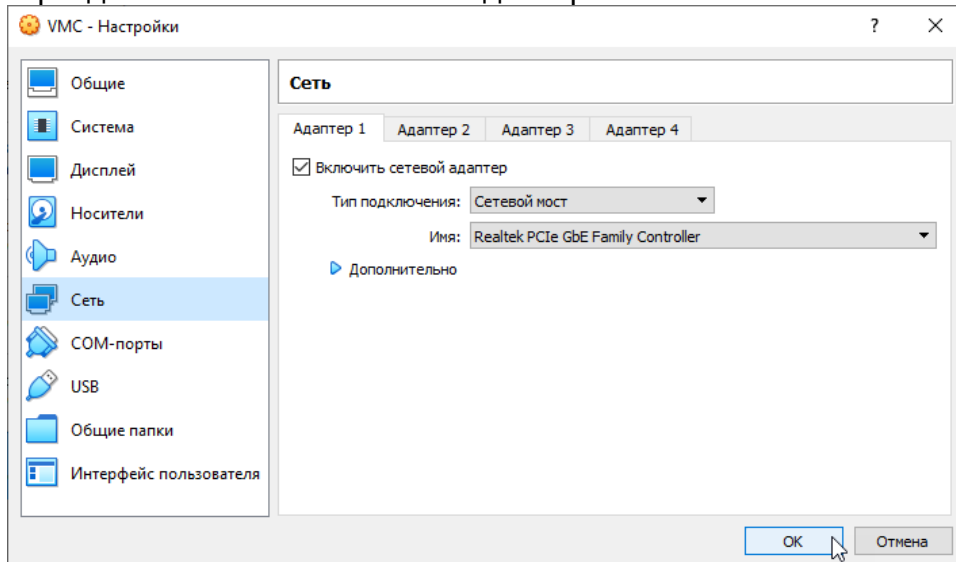 VMC - Настройки
?
Общие
Система
Дисплей
Носители
Аудио
Сеть
COM-порты
USB
Общие папки
Интерфейс пользователя
Сеть
Адаптер 1
Адаптер 2
Адаптер 3
Адаптер 4
Включить сетевой адаптер
Тип подключения: Сетевой мост
Имя: Realtek PCIe GbE Family Controller
Дополнительно
OK
Отмена